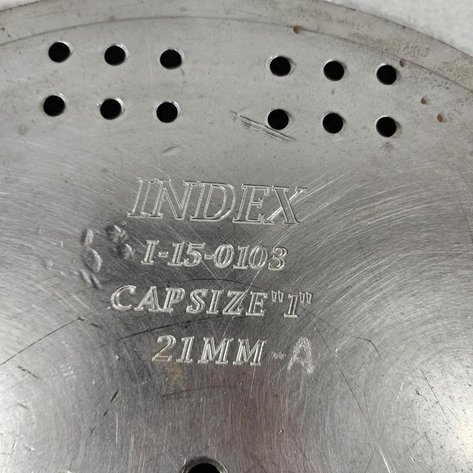 INDEX
I-15-0103
CAPSIZE"1"
21MM-A